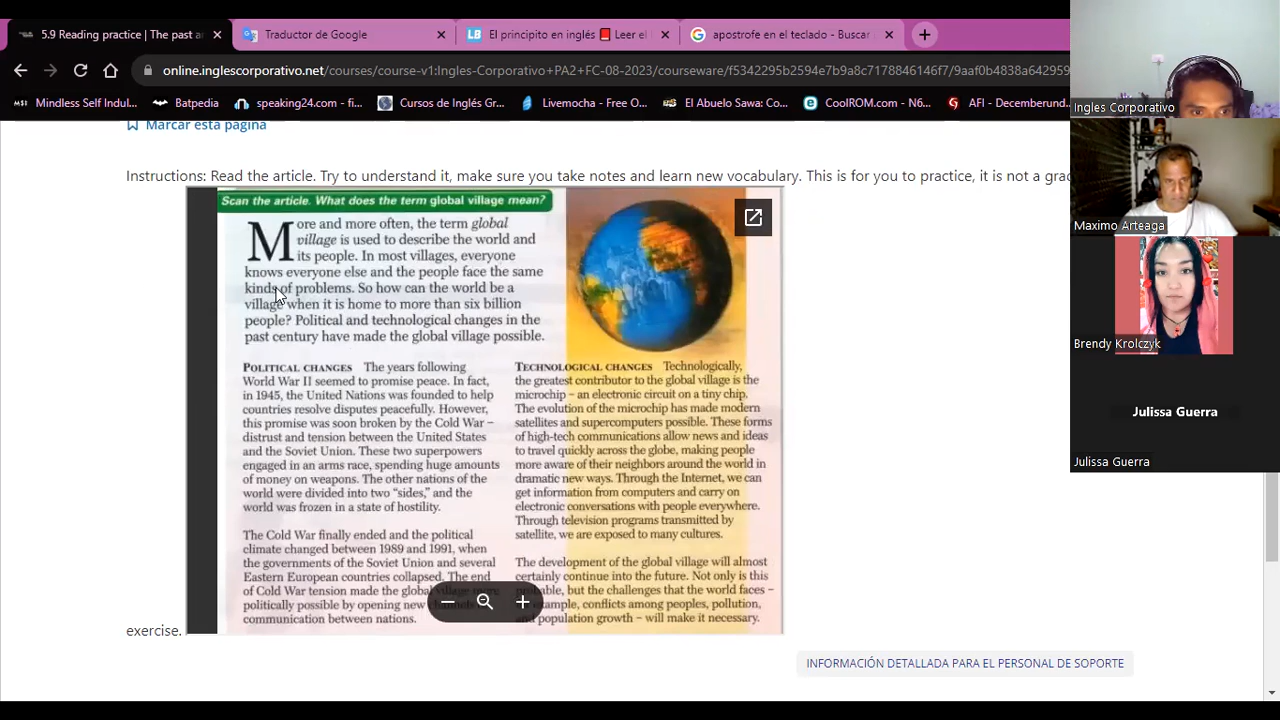 5.9 Reading practice | The past a
Traductor de Google
El principito en inglés 📕 Leer el
apostrofe en el teclado - Buscar
online.inglescorporativo.net/courses/course-v1:Ingles-Corporativo+PA2+FC-08-2023/courseware/f5342295b2594e7b9a8c7178846146f7/9aaf0b4838a642959
Mindless Self Indul...
Batpedia
speaking24.com - fi...
Cursos de Inglés Gr...
Livemocha - Free O...
El Abuelo Sawa: Co...
CoolROM.com - N6...
AFI - Decemberund
Marcar esta página
Instructions: Read the article. Try to understand it, make sure you take notes and learn new vocabulary. This is for you to practice, it is not a grad
Scan the article. What does the term global village mean?
More and more often, the term global
village is used to describe the world and
its people. In most villages, everyone
knows everyone else and the people face the same
kinds of problems. So how can the world be a
village when it is home to more than six billion
people? Political and technological changes in the
past century have made the global village possible.
POLITICAL CHANGES The years following
World War II seemed to promise peace. In fact,
in 1945, the United Nations was founded to help
countries resolve disputes peacefully. However,
this promise was soon broken by the Cold War –
distrust and tension between the United States
and the Soviet Union. These two superpowers
engaged in an arms race, spending huge amounts
of money on weapons. The other nations of the
world were divided into two “sides,” and the
world was frozen in a state of hostility.
The Cold War finally ended and the political
climate changed between 1989 and 1991, when
the governments of the Soviet Union and several
Eastern European countries collapsed. The end
of Cold War tension made the global village more
politically possible by opening new
communication between nations.
TECHNOLOGICAL CHANGES Technologically,
the greatest contributor to the global village is the
microchip – an electronic circuit on a tiny chip.
The evolution of the microchip has made modern
satellites and supercomputers possible. These forms
of high-tech communications allow news and ideas
to travel quickly across the globe, making people
more aware of their neighbors around the world in
dramatic new ways. Through the Internet, we can
get information from computers and carry on
electronic conversations with people everywhere.
Through television programs transmitted by
satellite, we are exposed to many cultures.
The development of the global village will almost
certainly continue into the future. Not only is this
but the challenges that the world faces –
example, conflicts among peoples, pollution,
population growth – will make it necessary.
exercise.
INFORMACIÓN DETALLADA PARA EL PERSONAL DE SOPORTE
Ingles Corporativo
Maximo Arteaga
Brendy Krolczyk
Julissa Guerra
Julissa Guerra